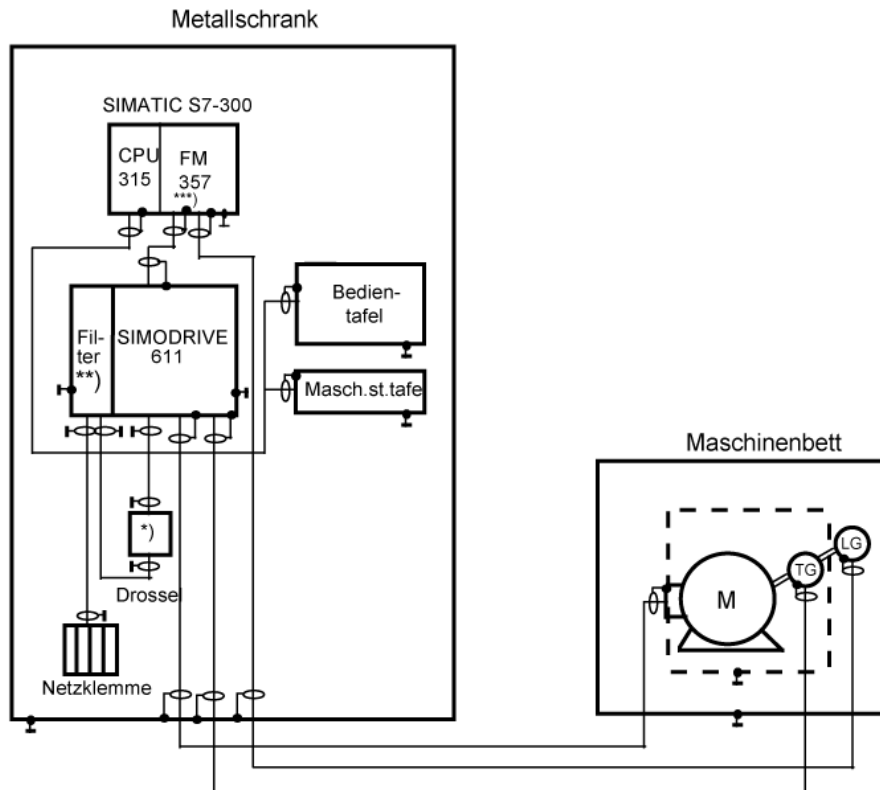 Metallschrank
SIMATIC S7-300
CPU
315
FM
357
***)
Fil-
ter
**)
SIMODRIVE
611
Bedien-
tafel
Masch.st.tafe
*)
Drossel
Netzklemme
Maschinenbett
M
TG
LG